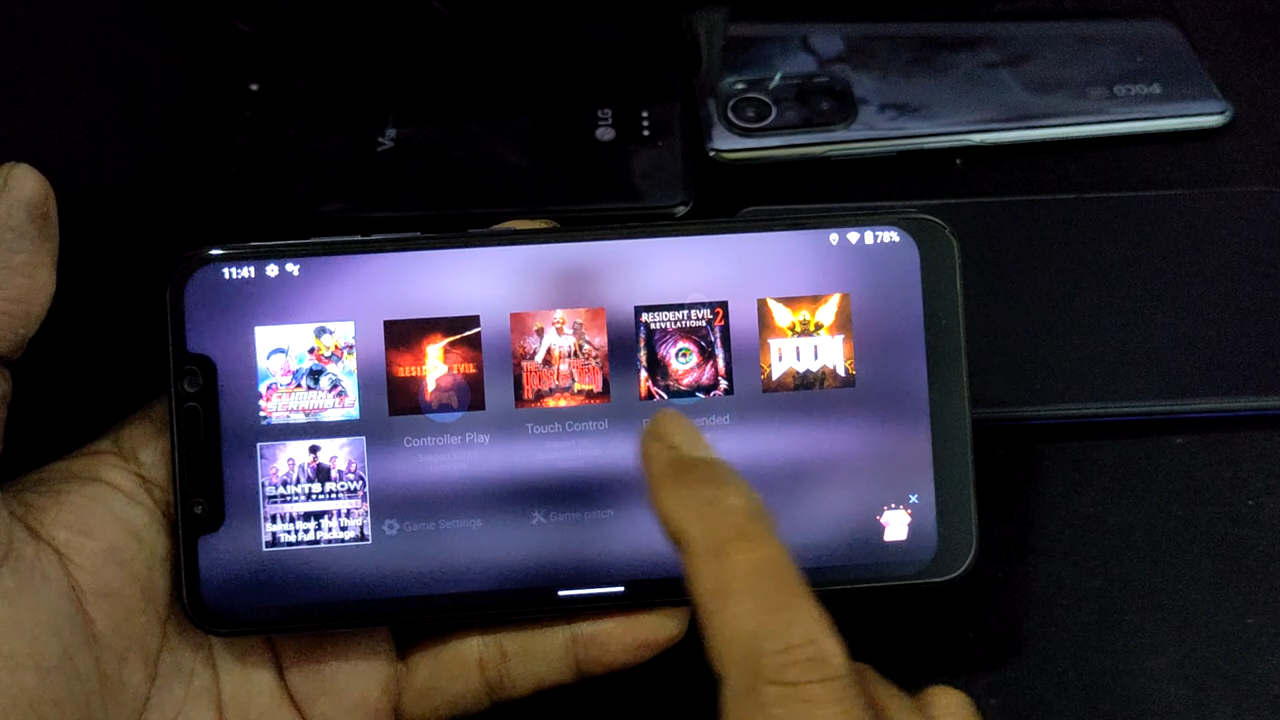 LG
POCO
11:41
78%
CLIMAX
SCRAMBLE
RESIDENT EVIL
THE
HOUSE OF THE DEAD
RESIDENT EVIL
REVELATIONS 2
DOOM
Controller Play
Touch Control
SAINTS ROW
THE THIRD
Saints Row: The Third -
The Full Package
Game Settings
Game patch